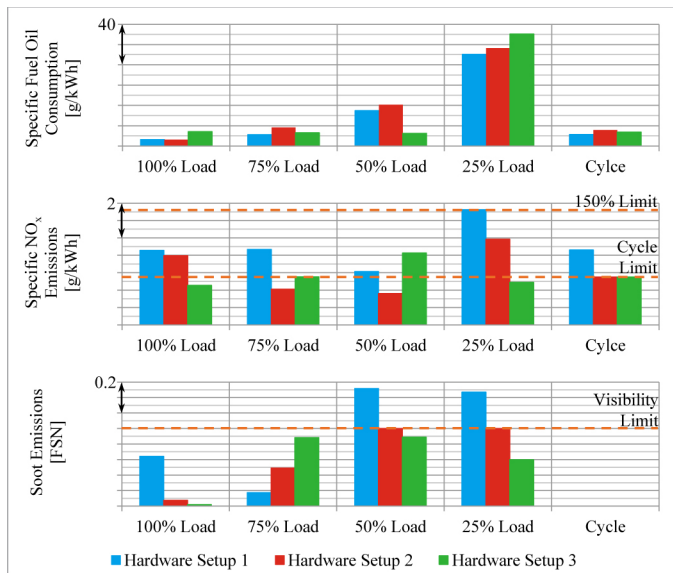 40
Specific Fuel Oil
Consumption
[g/kWh]
100% Load 75% Load 50% Load 25% Load Cylce
2
150% Limit
Specific NOx
Emissions
[g/kWh]
Cycle
Limit
100% Load 75% Load 50% Load 25% Load Cylce
0.2
Visibility
Limit
Soot Emissions
[FSN]
100% Load 75% Load 50% Load 25% Load Cycle
Hardware Setup 1 Hardware Setup 2 Hardware Setup 3